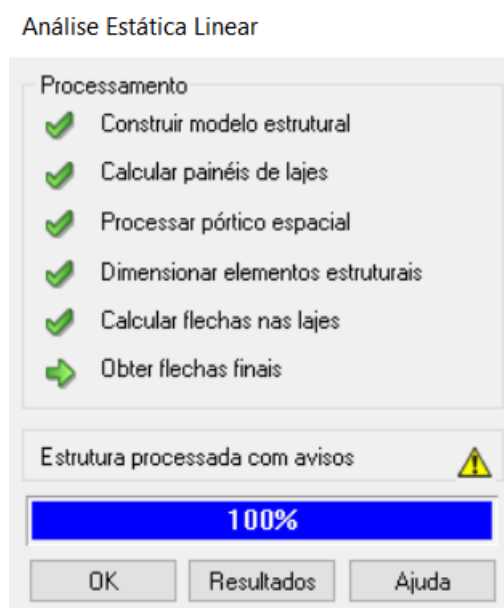 Análise Estática Linear
Processamento
Construir modelo estrutural
Calcular painéis de lajes
Processar pórtico espacial
Dimensionar elementos estruturais
Calcular flechas nas lajes
Obter flechas finais
Estrutura processada com avisos
100%
OK Resultados Ajuda